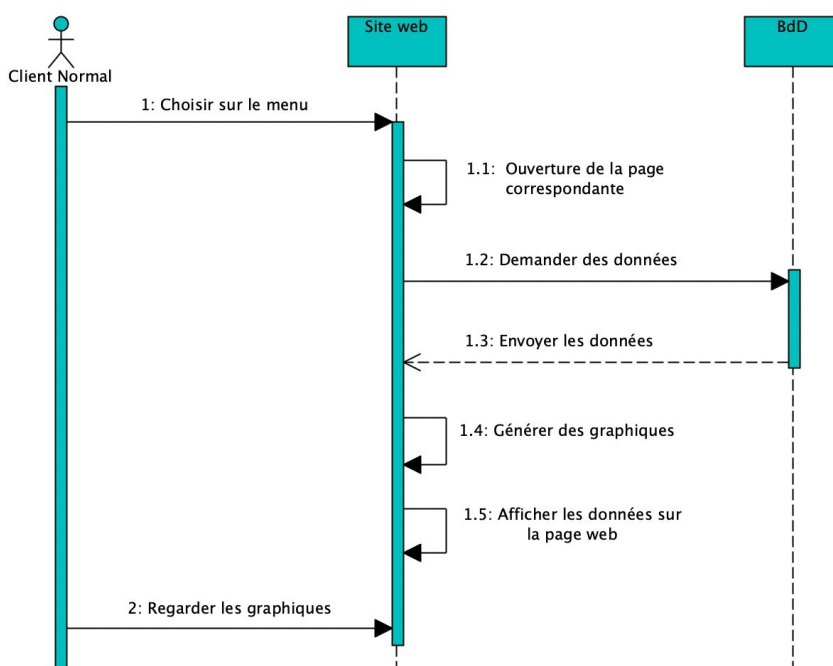 Site web
BdD
Client Normal
1: Choisir sur le menu
1.1: Ouverture de la page
correspondante
1.2: Demander des données
1.3: Envoyer les données
1.4: Générer des graphiques
1.5: Afficher les données sur
la page web
2: Regarder les graphiques